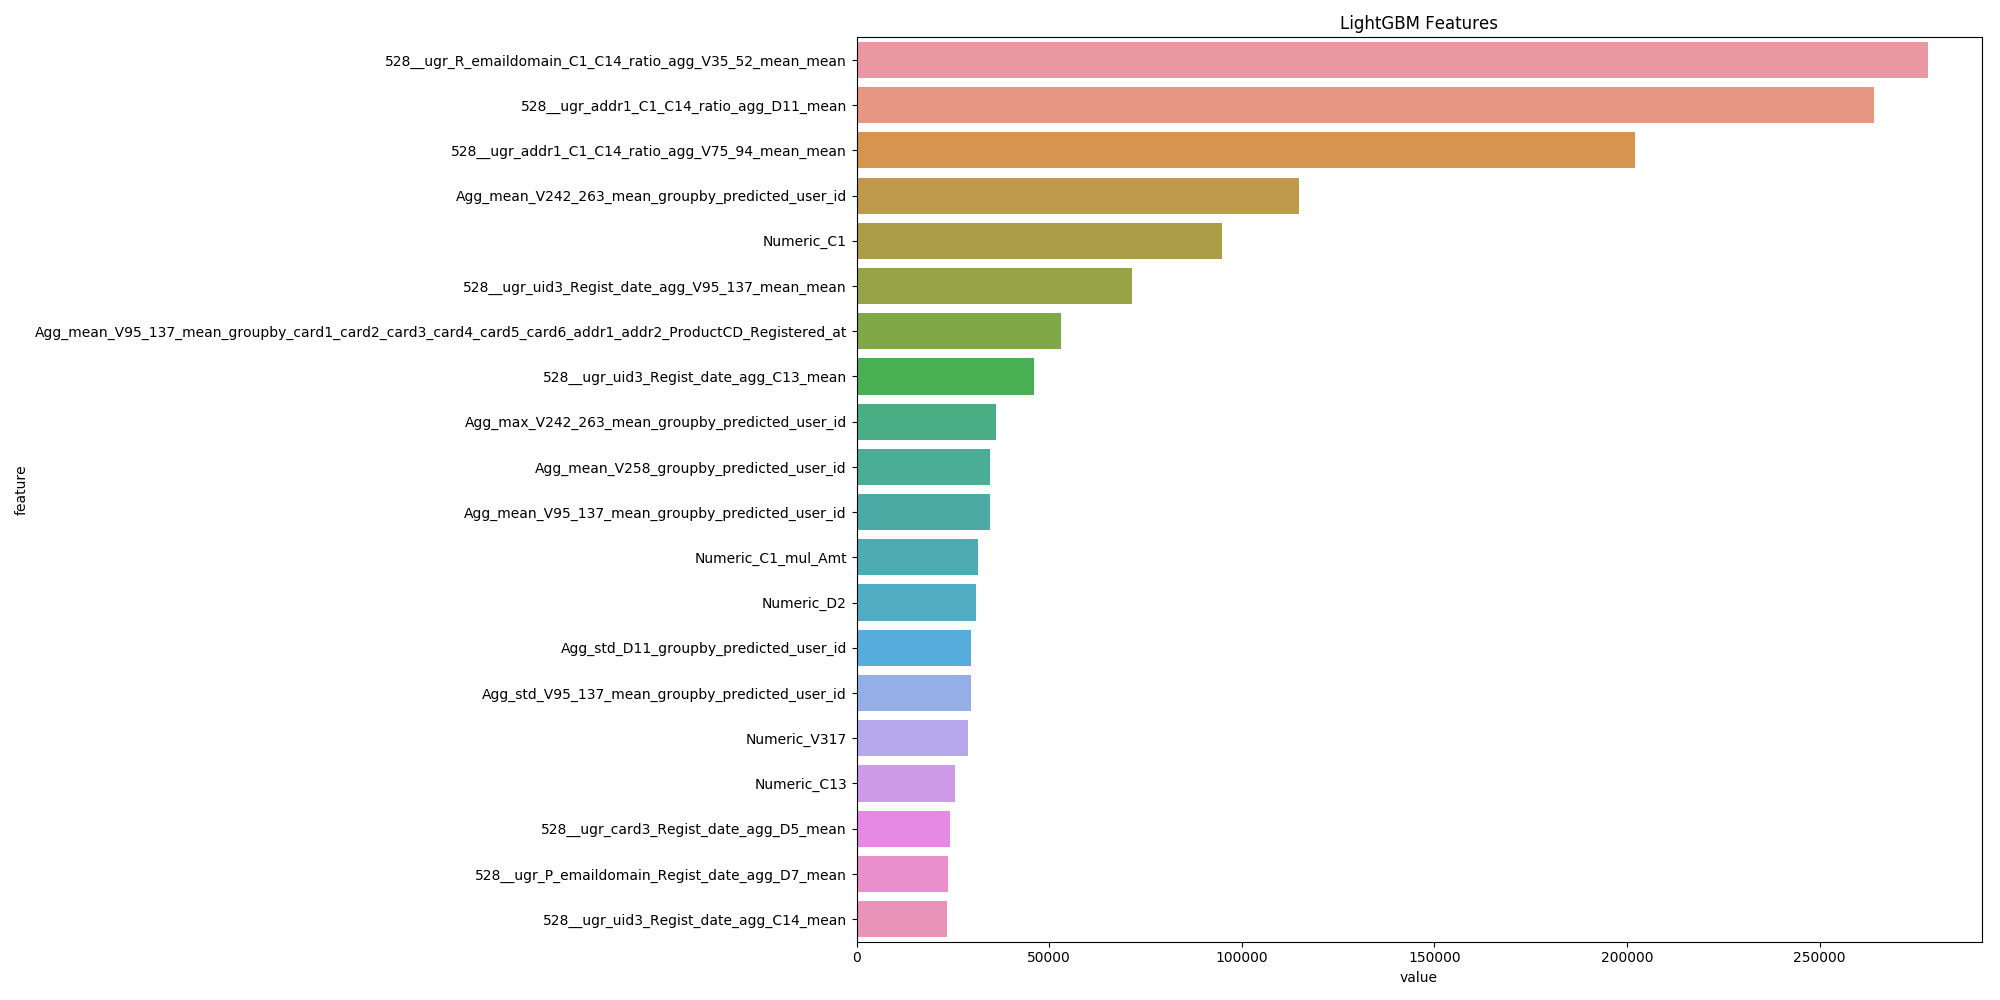 LightGBM Features
528__ugr_R_emaildomain_C1_C14_ratio_agg_V35_52_mean_mean
528__ugr_addr1_C1_C14_ratio_agg_D11_mean
528__ugr_addr1_C1_C14_ratio_agg_V75_94_mean_mean
Agg_mean_V242_263_mean_groupby_predicted_user_id
Numeric_C1
528__ugr_uid3_Regist_date_agg_V95_137_mean_mean
Agg_mean_V95_137_mean_groupby_card1_card2_card3_card4_card5_card6_addr1_addr2_ProductCD_Registered_at
528__ugr_uid3_Regist_date_agg_C13_mean
Agg_max_V242_263_mean_groupby_predicted_user_id
Agg_mean_V258_groupby_predicted_user_id
Agg_mean_V95_137_mean_groupby_predicted_user_id
Numeric_C1_mul_Amt
Numeric_D2
Agg_std_D11_groupby_predicted_user_id
Agg_std_V95_137_mean_groupby_predicted_user_id
Numeric_V317
Numeric_C13
528__ugr_card3_Regist_date_agg_D5_mean
528__ugr_P_emaildomain_Regist_date_agg_D7_mean
528__ugr_uid3_Regist_date_agg_C14_mean
feature
0 50000 100000 150000 200000 250000
value